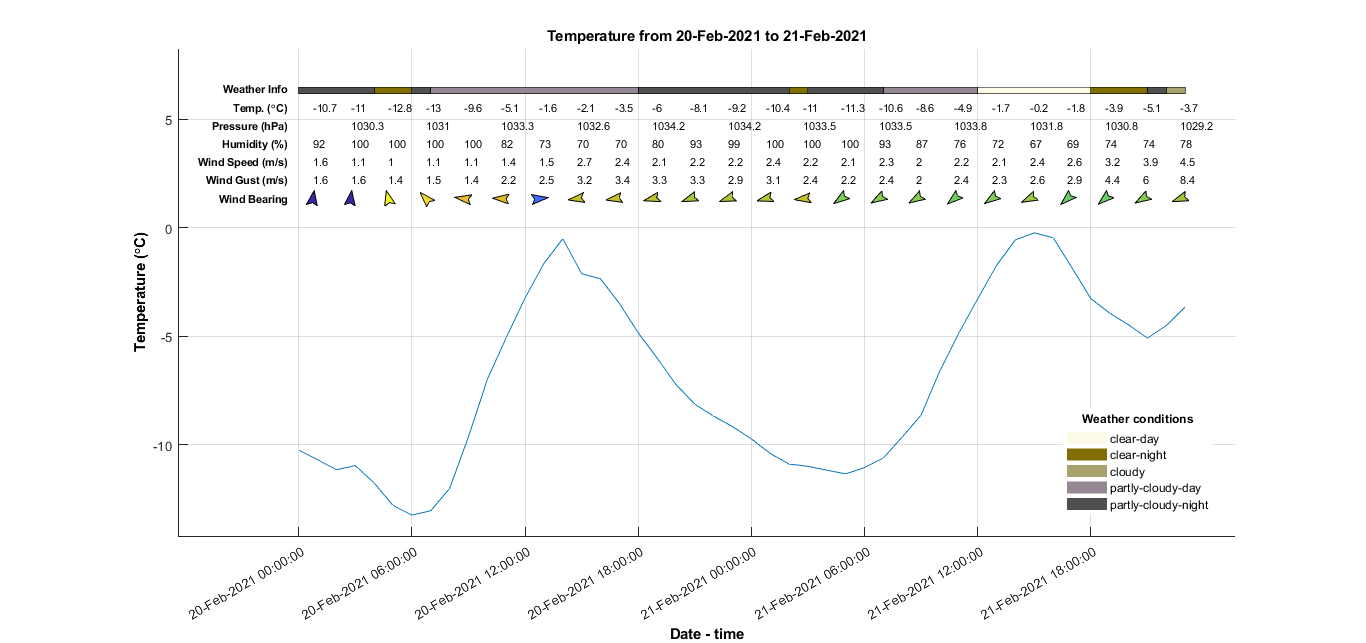 Temperature from 20-Feb-2021 to 21-Feb-2021
Weather Info
Temp. (°C) -10.7 -11 -12.8 -13 -9.6 -5.1 -1.6 -2.1 -3.5 -6 -8.1 -9.2 -10.4 -11 -11.3 -10.6 -8.6 -4.9 -1.7 -0.2 -1.8 -3.9 -5.1 -3.7
5
Pressure (hPa) 1030.3 1031 1033.3 1032.6 1034.2 1034.2 1033.5 1033.5 1033.8 1031.8 1030.8 1029.2
Humidity (%) 92 100 100 100 100 82 73 70 70 80 93 99 100 100 100 93 87 76 72 67 69 74 74 78
Wind Speed (m/s) 1.6 1.1 1 1.1 1.1 1.4 1.5 2.7 2.4 2.1 2.2 2.2 2.4 2.2 2.1 2.3 2 2.2 2.1 2.4 2.6 3.2 3.9 4.5
Wind Gust (m/s) 1.6 1.6 1.4 1.5 1.4 2.2 2.5 3.2 3.4 3.3 3.3 2.9 3.1 2.4 2.2 2.4 2 2.4 2.3 2.6 2.9 4.4 6 8.4
Wind Bearing
0
-5
-10
Temperature (°C)
Weather conditions
clear-day
clear-night
cloudy
partly-cloudy-day
partly-cloudy-night
20-Feb-2021 00:00:00
20-Feb-2021 06:00:00
20-Feb-2021 12:00:00
20-Feb-2021 18:00:00
21-Feb-2021 00:00:00
21-Feb-2021 06:00:00
21-Feb-2021 12:00:00
21-Feb-2021 18:00:00
Date - time